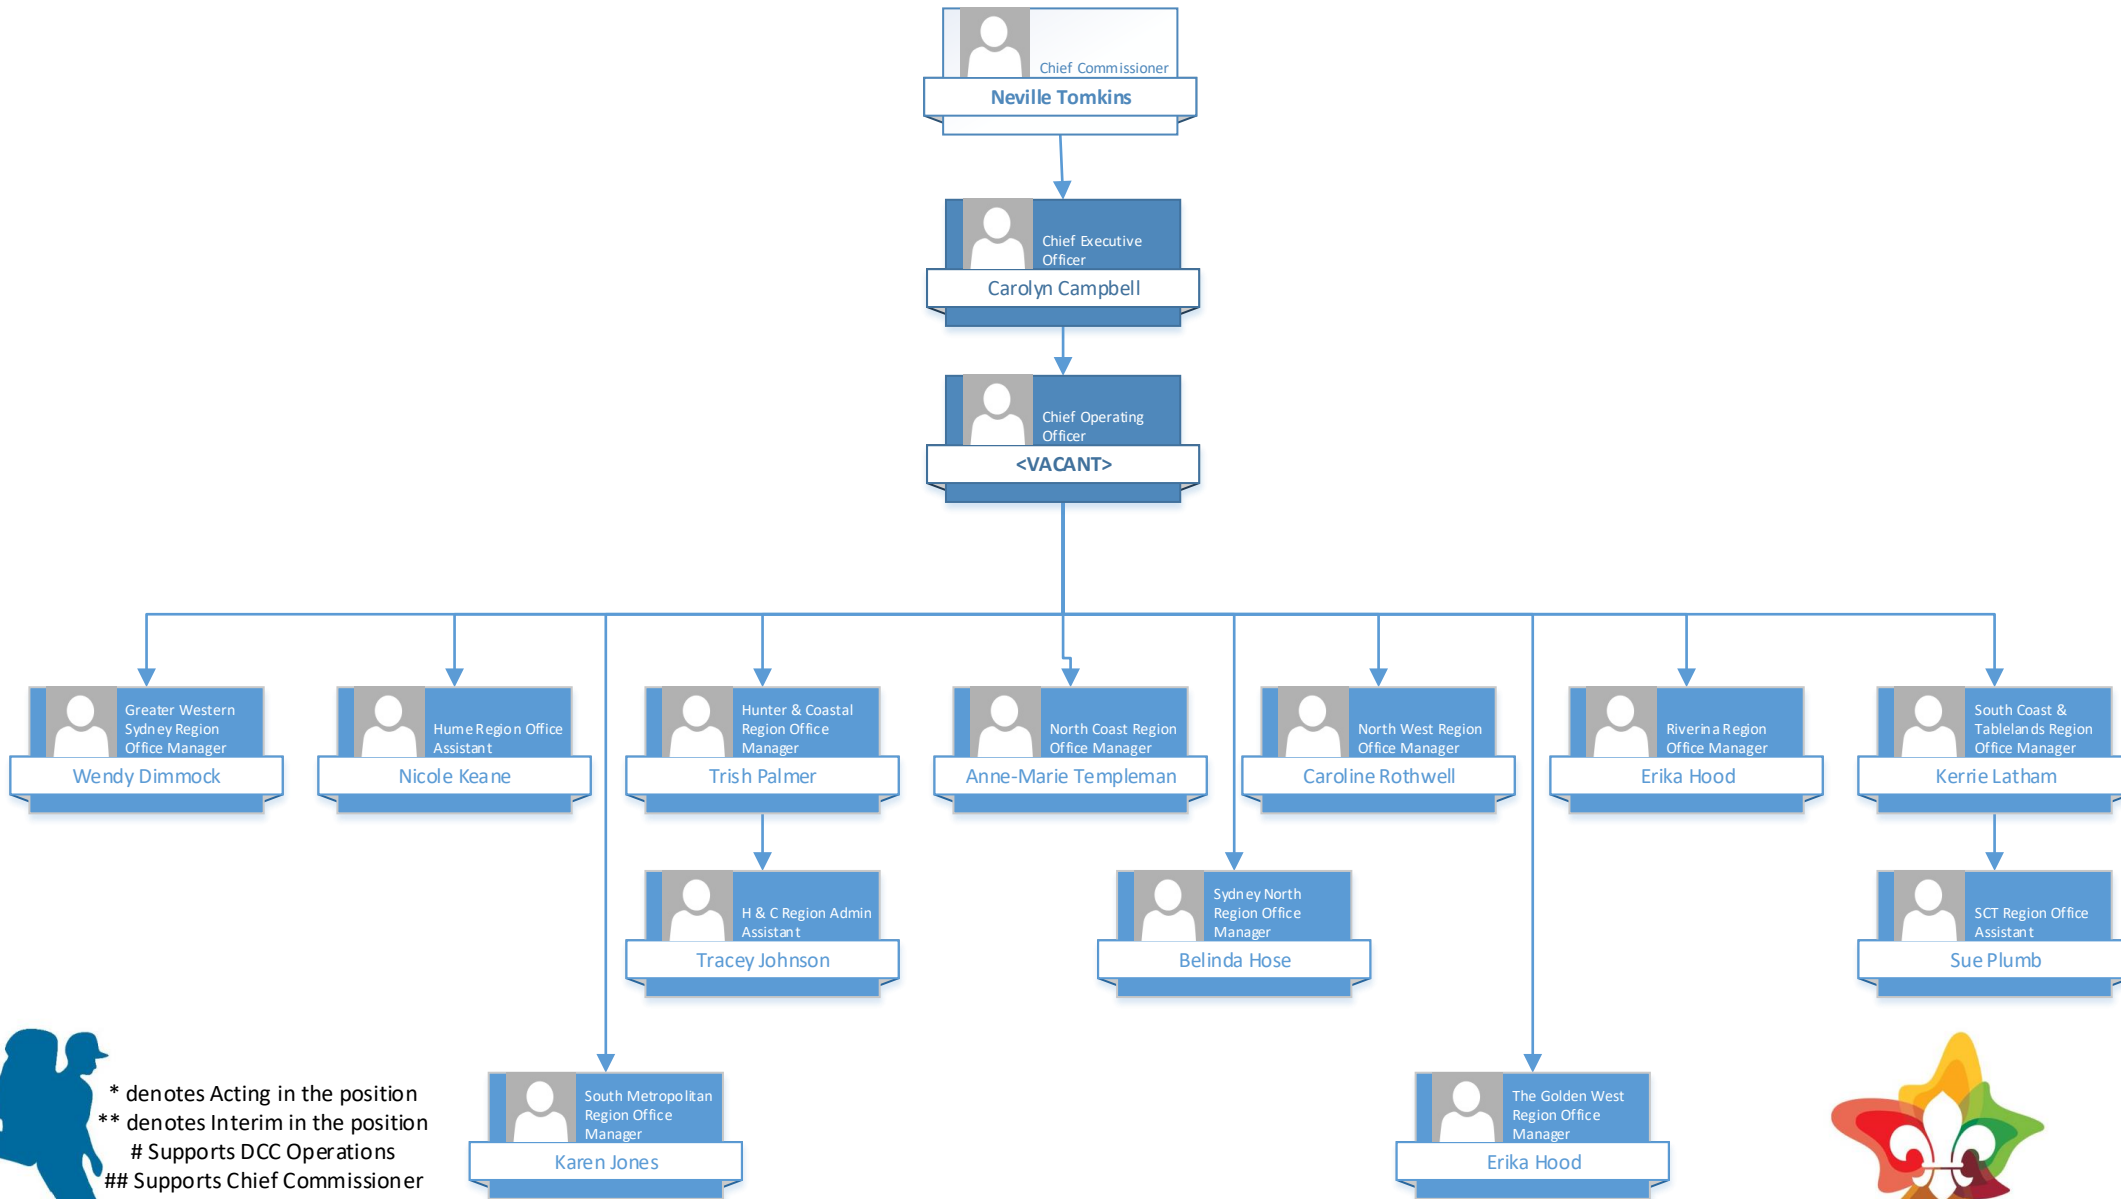 Chief Commissioner
Neville Tomkins
Chief Executive
Officer
Carolyn Campbell
Chief Operating
Officer
<VACANT>
Greater Western
Sydney Region
Office Manager
Wendy Dimmock
Hume Region Office
Assistant
Nicole Keane
Hunter & Coastal
Region Office
Manager
Trish Palmer
North Coast Region
Office Manager
Anne-Marie Templeman
North West Region
Office Manager
Caroline Rothwell
Riverina Region
Office Manager
Erika Hood
South Coast &
Tablelands Region
Office Manager
Kerrie Latham
H & C Region Admin
Assistant
Tracey Johnson
Sydney North
Region Office
Manager
Belinda Hose
SCT Region Office
Assistant
Sue Plumb
South Metropolitan
Region Office
Manager
Karen Jones
The Golden West
Region Office
Manager
Erika Hood
* denotes Acting in the position
** denotes Interim in the position
# Supports DCC Operations
## Supports Chief Commissioner